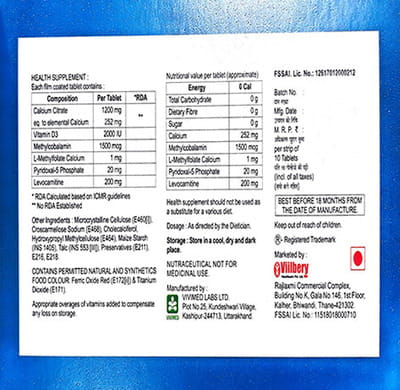 HEALTH SUPPLEMENT :
Each film coated tablet contains :
Composition Per Tablet *RDA
Calcium Citrate 1200 mg
eq. to elemental Calcium 252 mg **
Vitamin D3 2000 IU
Methylcobalamin 1500 mcg
L-Methylfolate Calcium 1 mg
Pyridoxal-5 Phosphate 20 mg
Levocarnitine 200 mg
* RDA Calculated based on ICMR guidelines
** No RDA Established
Other Ingredients : Microcrystalline Cellulose (E460[i]),
Croscarmellose Sodium (E468), Cholecalciferol,
Hydroxypropyl Methylcellulose (E464), Maize Starch
(INS 1405), Talc (INS 553 [III]), Preservatives (E211),
E216, E218.
CONTAINS PERMITTED NATURAL AND SYNTHETICS
FOOD COLOUR: Ferric Oxide Red (E172[ii]) & Titanium
Dioxide (E171).
Appropriate overages of vitamins added to compensate
any loss on storage.
Nutritional value per tablet (approximate)
Energy 0 Cal
Total Carbohydrate 0 g
Dietary Fibre 0 g
Sugar 0 g
Calcium 252 mg
Methylcobalamin 1500 mcg
L-Methylfolate Calcium 1 mg
Pyridoxal-5 Phosphate 20 mg
Levocarnitine 200 mg
Health supplement should not be used as
a substitute for a various diet.
Dosage : As directed by the Dietician.
Storage : Store in a cool, dry and dark
place.
NUTRACEUTICAL NOT FOR
MEDICINAL USE.
Manufactured by :
VIVIMED LABS LTD.
Plot No.25, Kundeshwari Village,
Kashipur-244713, Uttarakhand.
VIVIMED
FSSAI. Lic. No.: 12617012000212
Batch No :
Mfg. Date :
M. R. P. ₹ :
per strip of
10 Tablets
(incl. of all taxes)
BEST BEFORE 18 MONTHS FROM
THE DATE OF MANUFACTURE.
Keep out of reach of children.
®- Registered Trademark
Marketed by :
Villbery
Rajlaxmi Commercial Complex,
Building No.K, Gala No 146, 1st Floor,
Kalher, Bhiwandi, Thane-421302.
FSSAI Lic. No.: 11518018000710